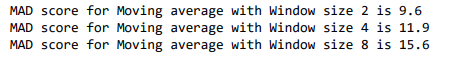 MAD score for Moving average with Window size 2 is 9.6
MAD score for Moving average with Window size 4 is 11.9
MAD score for Moving average with Window size 8 is 15.6